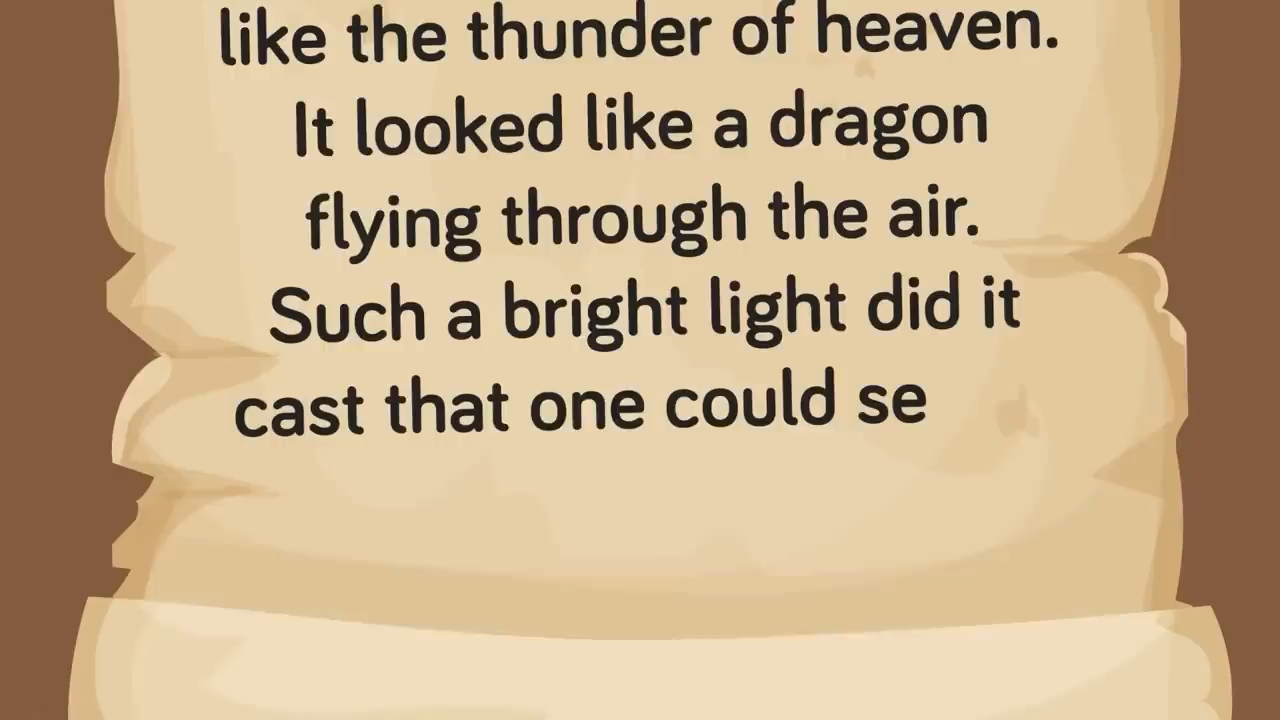 like the thunder of heaven.
It looked like a dragon
flying through the air.
Such a bright light did it
cast that one could se